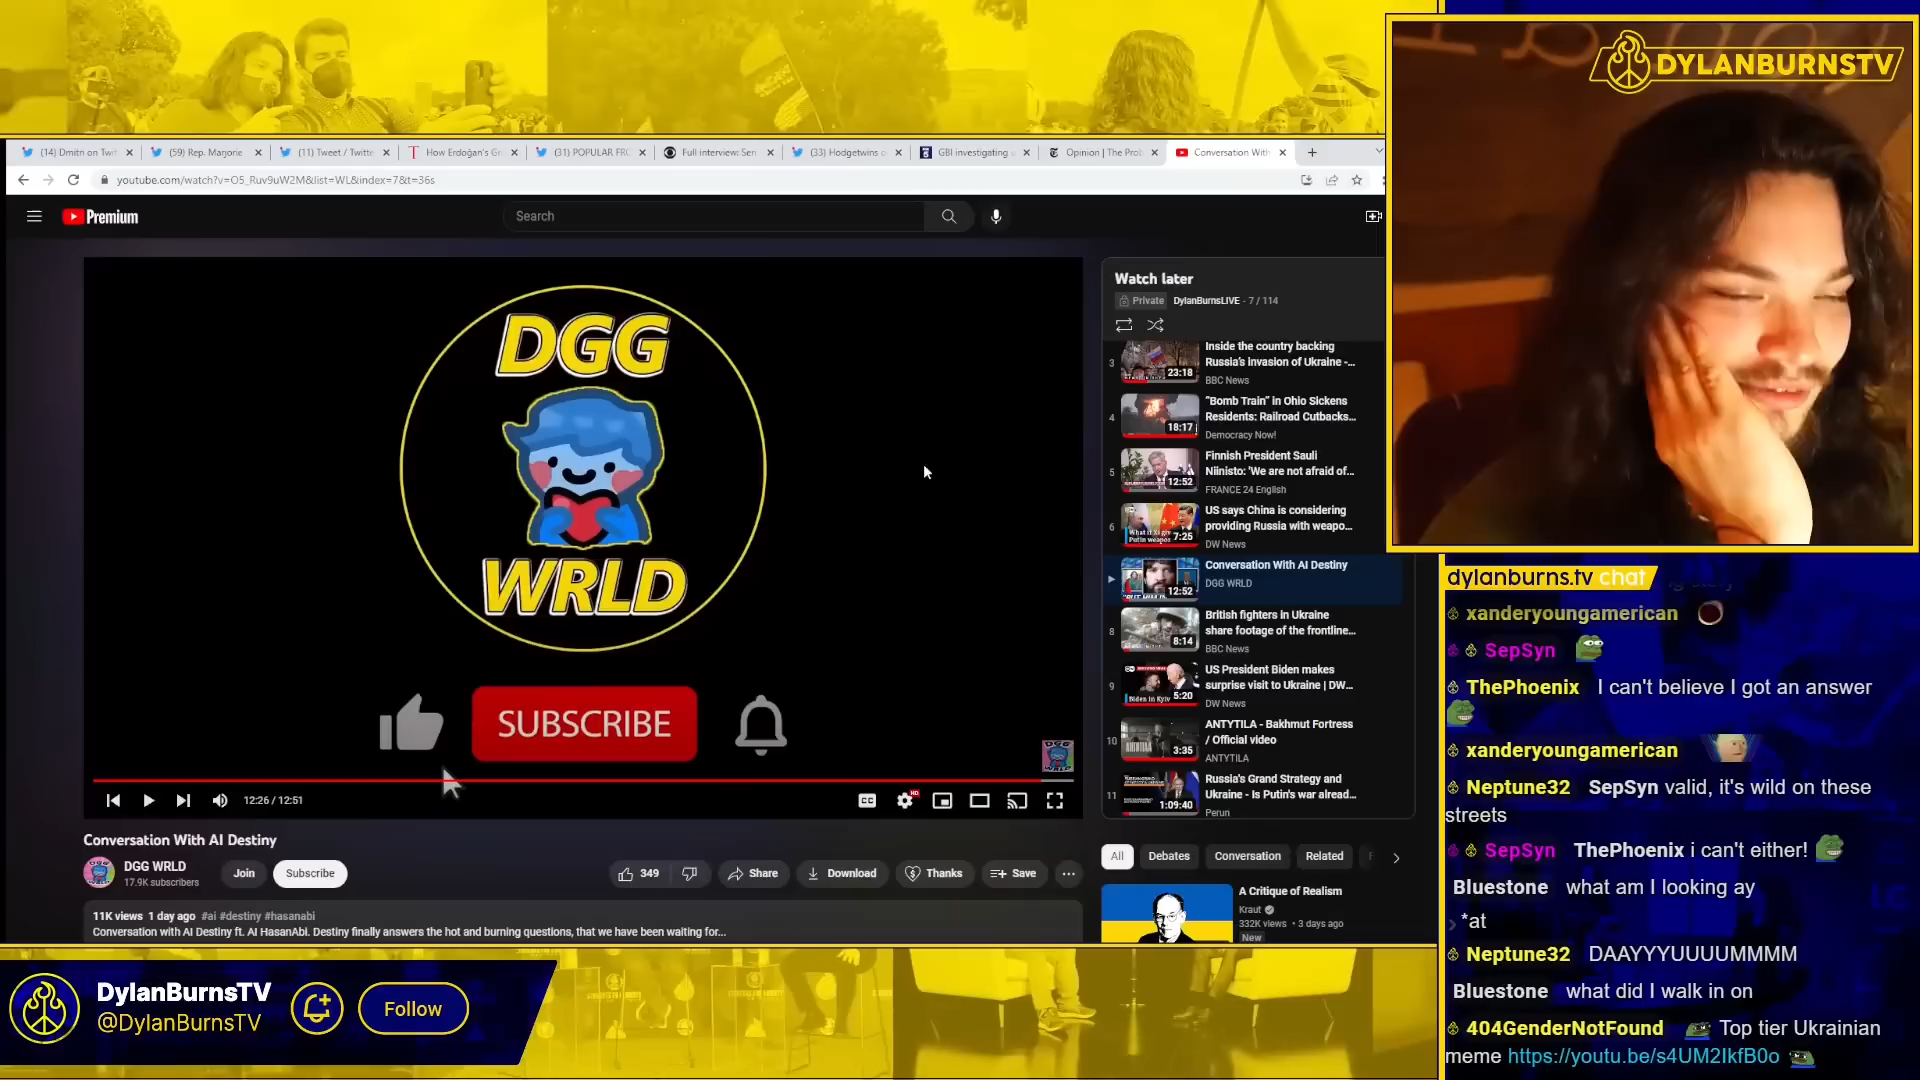 DYLANBURNSTV
(14) Dmitri on Twit
(59) Rep. Marjorie
(11) Tweet / Twitte
How Erdoğan's Gr
(31) POPULAR FRO
Full interview: Sen
(33) Hodgetwins o
GBI investigating
Opinion | The Prob
Conversation With
youtube.com/watch?v=O5_Ruv9uW2M&list=WL&index=7&t=36s
Premium
Search
DGG
WRLD
SUBSCRIBE
12:26 / 12:51
CC
HD
Watch later
Private DylanBurnsLIVE - 7 / 114
3
Inside the country backing
Russia's invasion of Ukraine -...
BBC News
23:18
4
"Bomb Train" in Ohio Sickens
Residents: Railroad Cutbacks...
Democracy Now!
18:17
5
Finnish President Sauli
Niinisto: 'We are not afraid of...
FRANCE 24 English
12:52
6
US says China is considering
providing Russia with weapo...
DW News
7:25
Conversation With AI Destiny
DGG WRLD
12:52
8
British fighters in Ukraine
share footage of the frontline...
BBC News
8:14
9
US President Biden makes
surprise visit to Ukraine | DW...
DW News
5:20
10
ANTYTILA - Bakhmut Fortress
/ Official video
ANTYTILA
3:35
11
Russia's Grand Strategy and
Ukraine - Is Putin's war alread...
Perun
1:09:40
Conversation With AI Destiny
DGG WRLD
17.9K subscribers
Join
Subscribe
349
Share
Download
Thanks
Save
11K views 1 day ago #ai #destiny #hasanabi
Conversation with AI Destiny ft. AI HasanAbi. Destiny finally answers the hot and burning questions, that we have been waiting for...
All
Debates
Conversation
Related
A Critique of Realism
Kraut
332K views • 3 days ago
New
dylanburns.tv chat
xanderyoungamerican
SepSyn
ThePhoenix I can't believe I got an answer
xanderyoungamerican
Neptune32 SepSyn valid, it's wild on these
streets
SepSyn ThePhoenix i can't either!
Bluestone what am I looking ay
*at
Neptune32 DAAYYYUUUUMMMM
Bluestone what did I walk in on
404GenderNotFound Top tier Ukrainian
meme https://youtu.be/s4UM2IkfB0o
DylanBurnsTV
@DylanBurnsTV
Follow